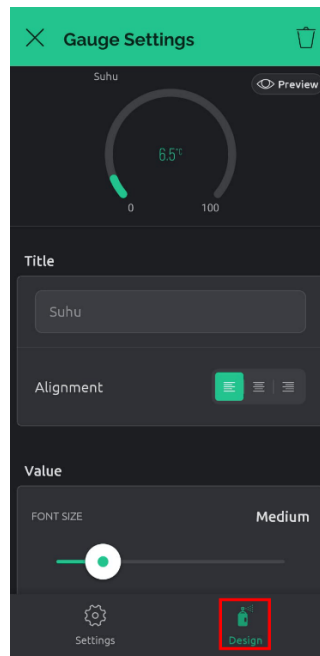 Gauge Settings
Suhu
Preview
6.5°C
0
100
Title
Suhu
Alignment
Value
FONT SIZE
Medium
Settings
Design